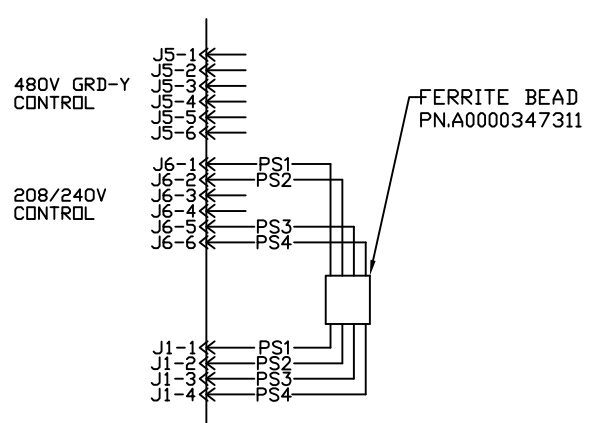 J5-1
J5-2
480V GRD-Y
J5-3
CONTROL
J5-4
J5-5
J5-6
FERRITE BEAD
PN.A0000347311
J6-1 PS1
J6-2 PS2
208/240V
J6-3
CONTROL
J6-4
J6-5 PS3
J6-6 PS4
J1-1 PS1
J1-2 PS2
J1-3 PS3
J1-4 PS4